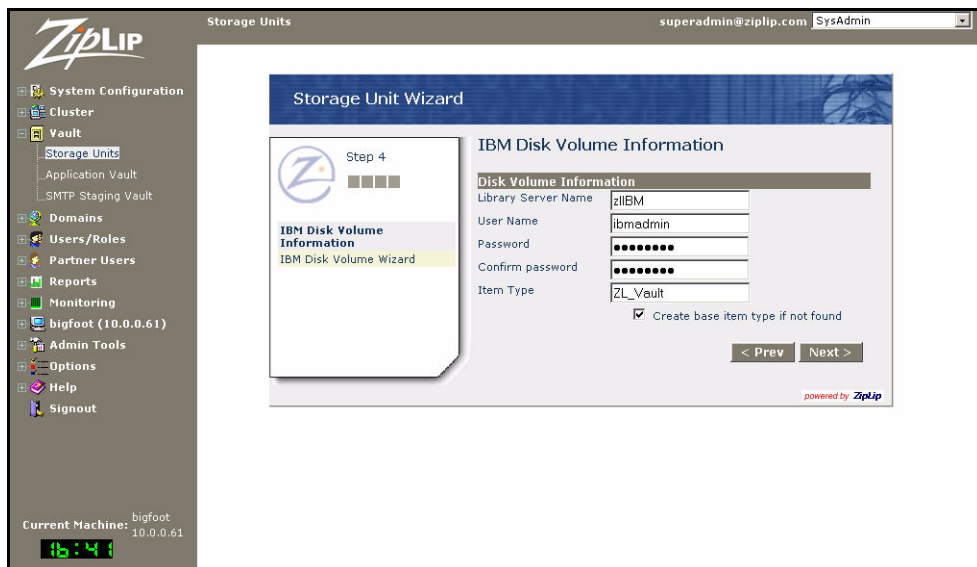 ZipLip
Storage Units
superadmin@ziplip.com SysAdmin
System Configuration
Cluster
Vault
Storage Units
Application Vault
SMTP Staging Vault
Domains
Users/Roles
Partner Users
Reports
Monitoring
bigfoot (10.0.0.61)
Admin Tools
Options
Help
Signout
Current Machine: bigfoot
10.0.0.61
16:41
Storage Unit Wizard
Step 4
IBM Disk Volume
Information
IBM Disk Volume Wizard
IBM Disk Volume Information
Disk Volume Information
Library Server Name zlIBM
User Name ibmadmin
Password ●●●●●●●●
Confirm password ●●●●●●●●
Item Type ZL_Vault
Create base item type if not found
< Prev Next >
powered by ZipLip